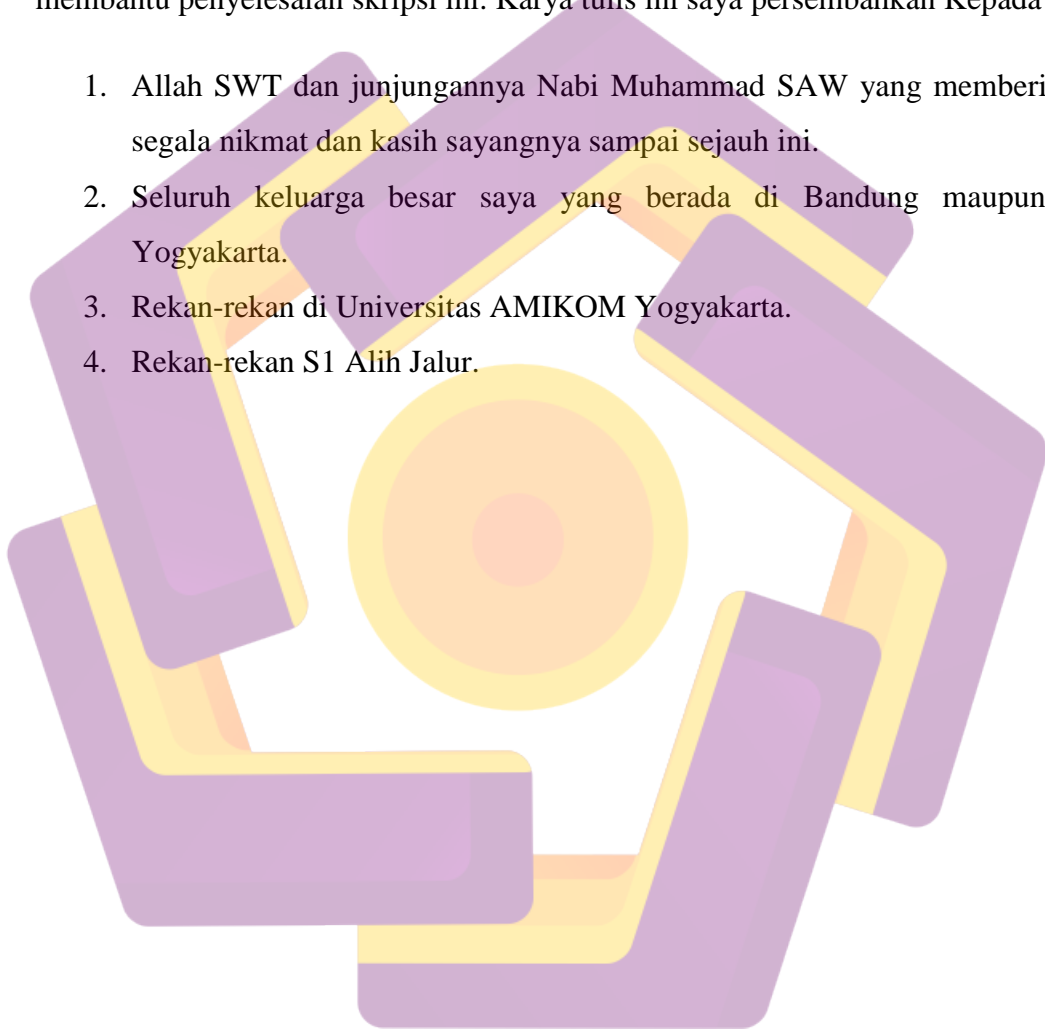 membantu penyelesaian skripsi ini. Karya tulis ini saya persembahkan Kepada
1. Allah SWT dan junjungannya Nabi Muhammad SAW yang memberi
segala nikmat dan kasih sayangnya sampai sejauh ini.
2. Seluruh keluarga besar saya yang berada di Bandung maupun
Yogyakarta.
3. Rekan-rekan di Universitas AMIKOM Yogyakarta.
4. Rekan-rekan S1 Alih Jalur.